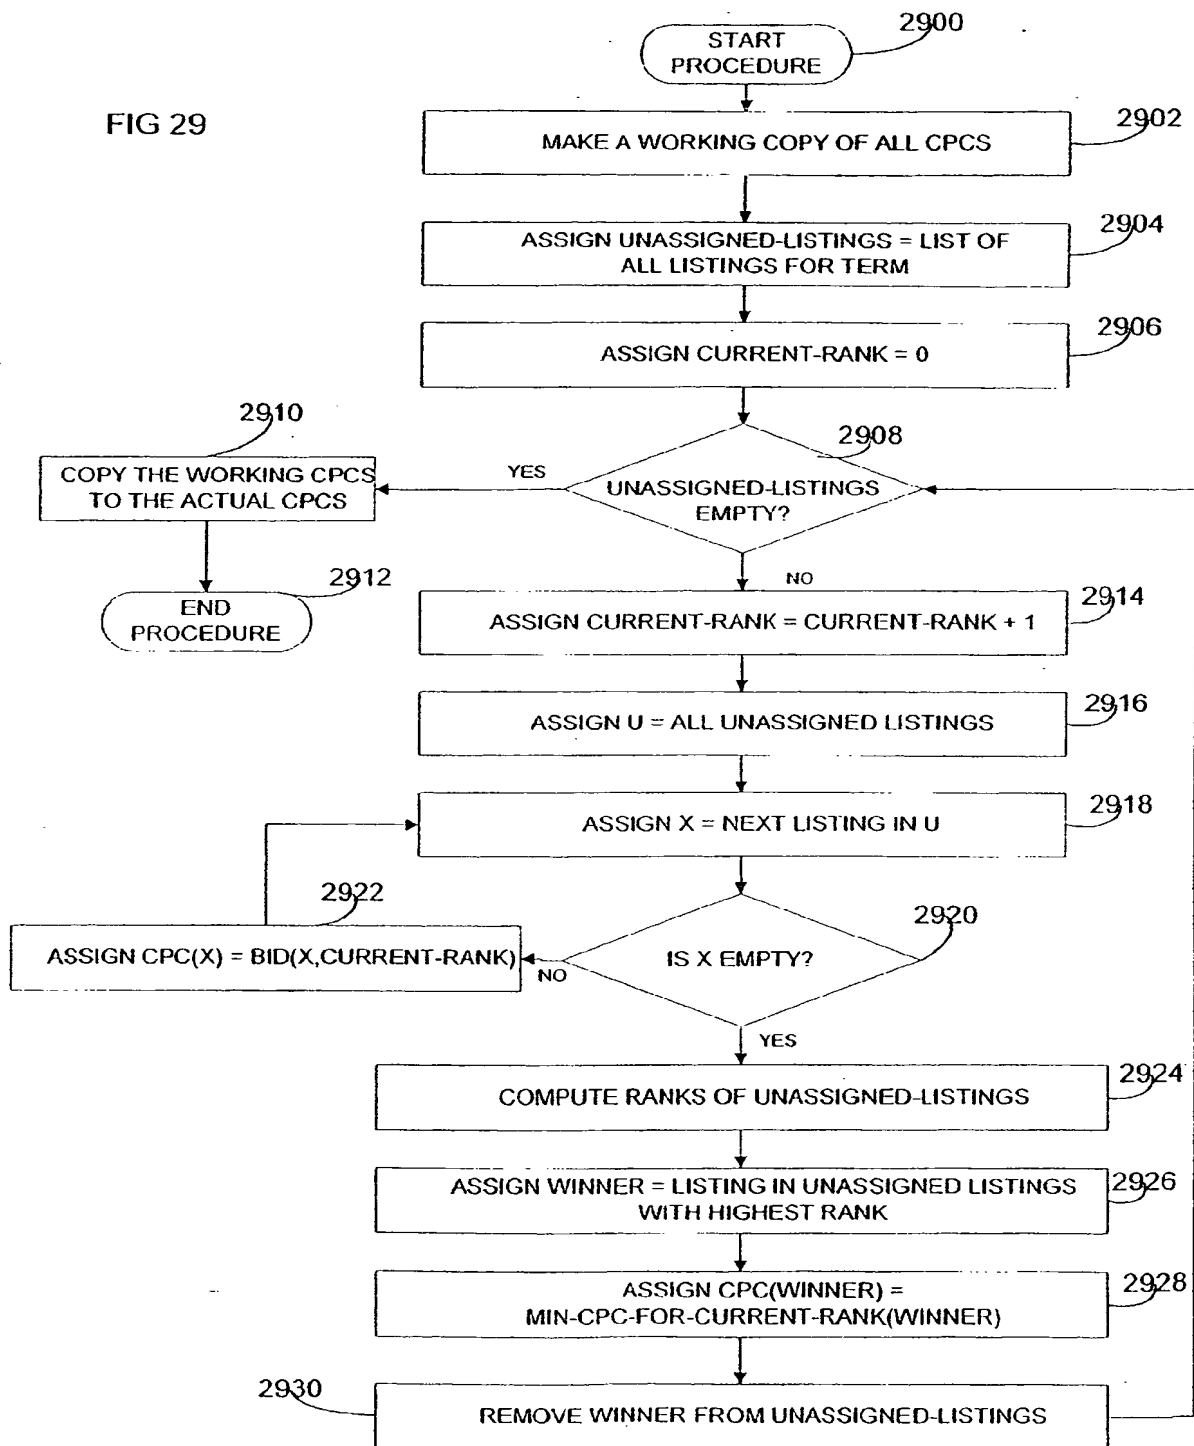 2900
START
PROCEDURE
FIG 29
2902
MAKE A WORKING COPY OF ALL CPCS
2904
ASSIGN UNASSIGNED-LISTINGS = LIST OF
ALL LISTINGS FOR TERM
2906
ASSIGN CURRENT-RANK = 0
2910
2908
COPY THE WORKING CPCS
TO THE ACTUAL CPCS
YES
UNASSIGNED-LISTINGS
EMPTY?
2912
END
PROCEDURE
NO
2914
ASSIGN CURRENT-RANK = CURRENT-RANK + 1
2916
ASSIGN U = ALL UNASSIGNED LISTINGS
2918
ASSIGN X = NEXT LISTING IN U
2922
2920
ASSIGN CPC(X) = BID(X,CURRENT-RANK)
NO
IS X EMPTY?
YES
2924
COMPUTE RANKS OF UNASSIGNED-LISTINGS
2926
ASSIGN WINNER = LISTING IN UNASSIGNED LISTINGS
WITH HIGHEST RANK
2928
ASSIGN CPC(WINNER) =
MIN-CPC-FOR-CURRENT-RANK(WINNER)
2930
REMOVE WINNER FROM UNASSIGNED-LISTINGS